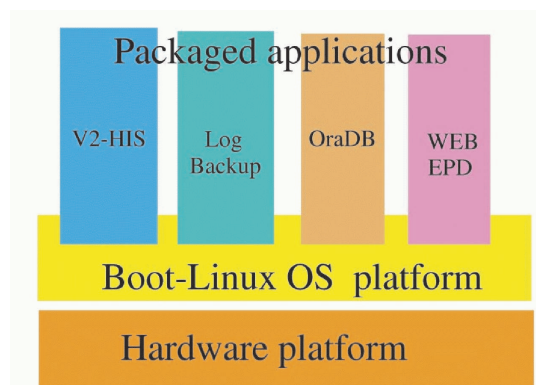 Packaged applications
V2-HIS
Log
Backup
OraDB
WEB
EPD
Boot-Linux OS platform
Hardware platform